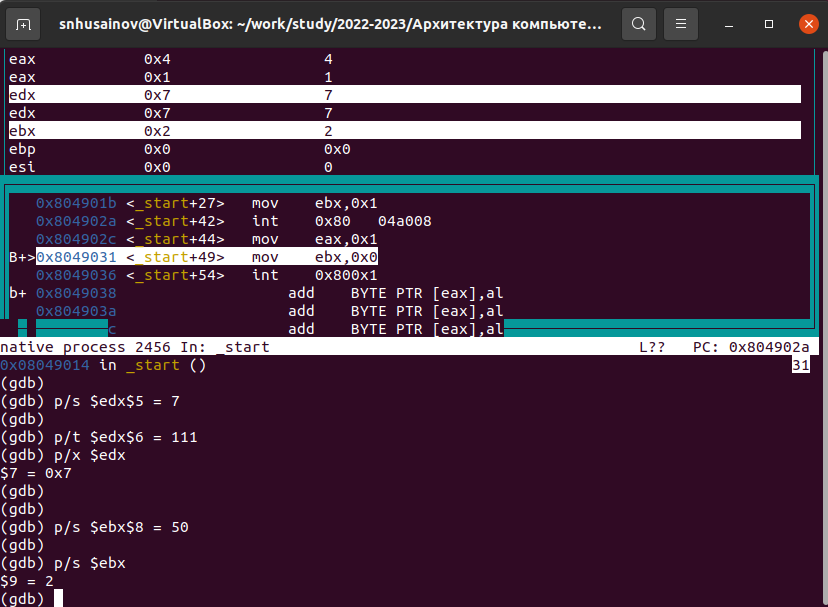 snhusainov@VirtualBox: ~/work/study/2022-2023/Архитектура компьюте...
eax 0x4 4
eax 0x1 1
edx 0x7 7
edx 0x7 7
ebx 0x2 2
ebp 0x0 0x0
esi 0x0 0
0x804901b <_start+27> mov ebx,0x1
0x804902a <_start+42> int 0x80 04a008
0x804902c <_start+44> mov eax,0x1
B+>0x8049031 <_start+49> mov ebx,0x0
0x8049036 <_start+54> int 0x800x1
b+ 0x8049038 add BYTE PTR [eax],al
0x804903a add BYTE PTR [eax],al
c add BYTE PTR [eax],al
native process 2456 In: _start L?? PC: 0x804902a
0x08049014 in _start () 31
(gdb)
(gdb) p/s $edx$5 = 7
(gdb)
(gdb) p/t $edx$6 = 111
(gdb) p/x $edx
$7 = 0x7
(gdb)
(gdb)
(gdb) p/s $ebx$8 = 50
(gdb)
(gdb) p/s $ebx
$9 = 2
(gdb)